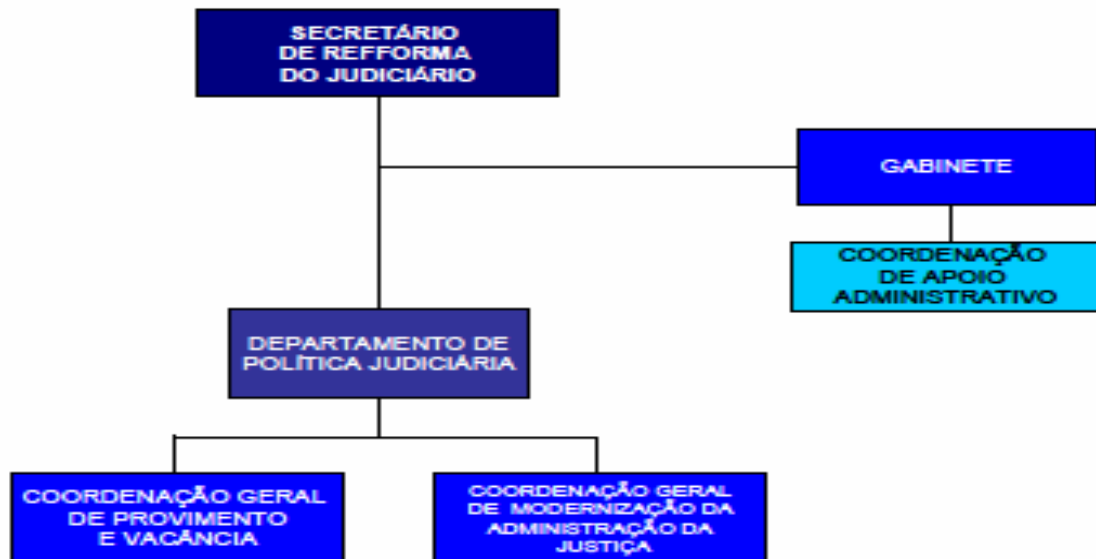 SECRETÁRIO
DE REFFORMA
DO JUDICIÁRIO
GABINETE
COORDENAÇÃO
DE APOIO
ADMINISTRATIVO
DEPARTAMENTO DE
POLÍTICA JUDICIÁRIA
COORDENAÇÃO GERAL
DE PROVIMENTO
E VACÂNCIA
COORDENAÇÃO GERAL
DE MODERNIZAÇÃO DA
ADMINISTRAÇÃO DA
JUSTIÇA